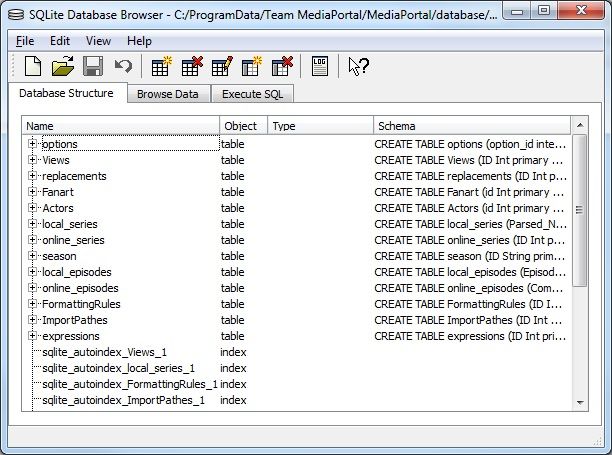 SQLite Database Browser - C:/ProgramData/Team MediaPortal/MediaPortal/database/...
File Edit View Help
LOG
Database Structure Browse Data Execute SQL
Name Object Type Schema
options table CREATE TABLE options (option_id inte...
Views table CREATE TABLE Views (ID Int primary ...
replacements table CREATE TABLE replacements (ID Int p...
Fanart table CREATE TABLE Fanart (id Int primary ...
Actors table CREATE TABLE Actors (id Int primary ...
local_series table CREATE TABLE local_series (Parsed_N...
online_series table CREATE TABLE online_series (ID Int p...
season table CREATE TABLE season (ID String prim...
local_episodes table CREATE TABLE local_episodes (Episod...
online_episodes table CREATE TABLE online_episodes (Com...
FormattingRules table CREATE TABLE FormattingRules (ID I...
ImportPathes table CREATE TABLE ImportPathes (ID Int ...
expressions table CREATE TABLE expressions (ID Int pri...
sqlite_autoindex_Views_1 index
sqlite_autoindex_local_series_1 index
sqlite_autoindex_FormattingRules_1 index
sqlite_autoindex_ImportPathes_1 index